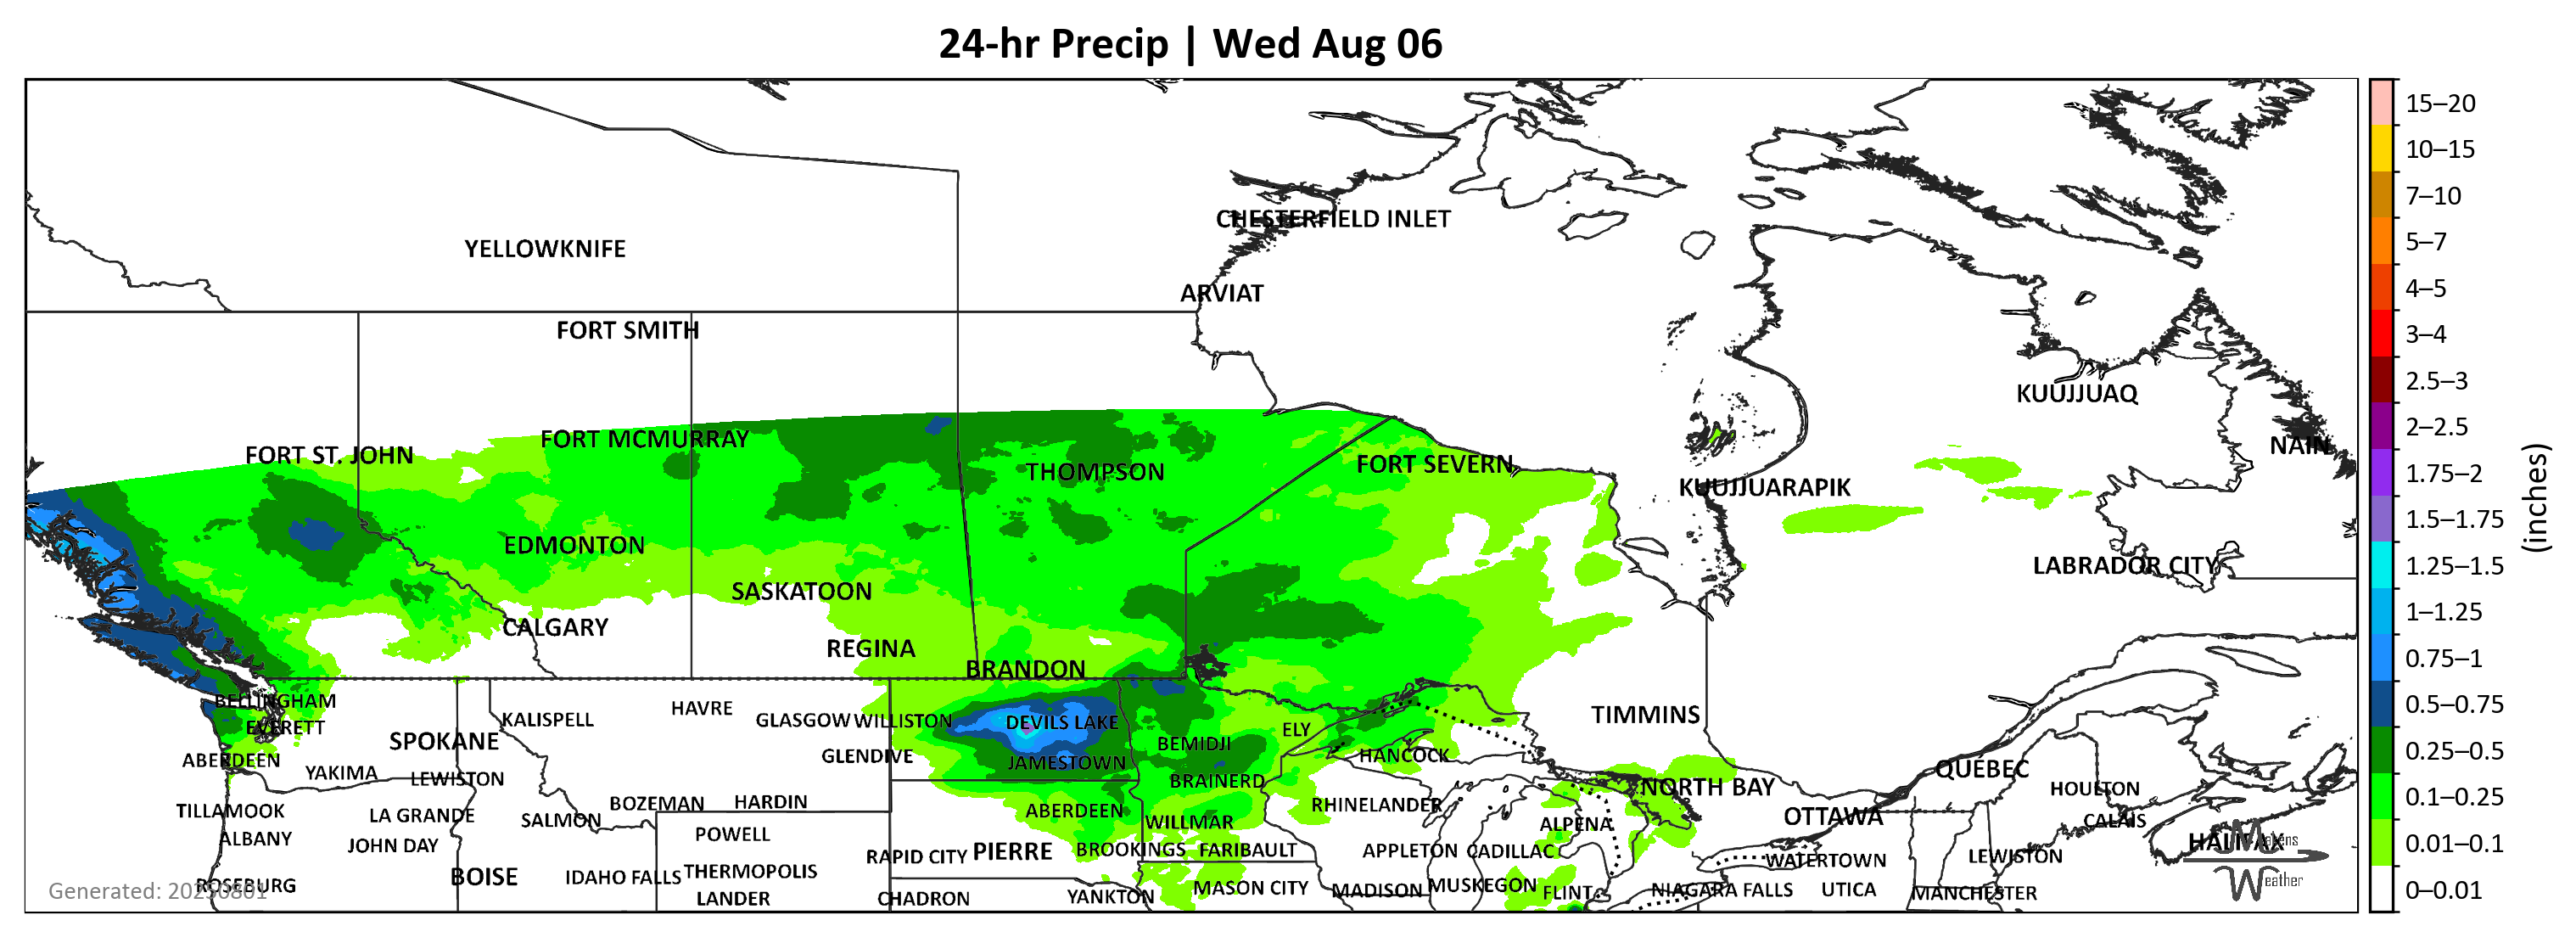 24-hr Precip | Wed Aug 06
15–20
10–15
7–10
5–7
4–5
3–4
2.5–3
2–2.5
1.75–2
1.5–1.75
1.25–1.5
1–1.25
0.75–1
0.5–0.75
0.25–0.5
0.1–0.25
0.01–0.1
0–0.01
(inches)
CHESTERFIELD INLET
YELLOWKNIFE
ARVIAT
FORT SMITH
KUUJJUAQ
FORT MCMURRAY
NAIN
FORT ST. JOHN
THOMPSON
FORT SEVERN
KUUJJUARAPIK
EDMONTON
LABRADOR CITY
SASKATOON
CALGARY
REGINA
BRANDON
BELLINGHAM
HAVRE
TIMMINS
KALISPELL
GLASGOW
WILLISTON
DEVILS LAKE
EVERETT
ELY
SPOKANE
BEMIDJI
ABERDEEN
GLENDIVE
JAMESTOWN
HANCOCK
QUÉBEC
YAKIMA
LEWISTON
BRAINERD
NORTH BAY
HOULTON
TILLAMOOK
LA GRANDE
BOZEMAN
HARDIN
ABERDEEN
RHINELANDER
OTTAWA
SALMON
WILLMAR
ALPENA
CALAIS
ALBANY
JOHN DAY
POWELL
HALIFAX
RAPID CITY
PIERRE
BROOKINGS
FARIBAULT
APPLETON
CADILLAC
WATERTOWN
LEWISTON
ROSEBURG
BOISE
IDAHO FALLS
THERMOPOLIS
MASON CITY
MADISON
MUSKEGON
FLINT
NIAGARA FALLS
UTICA
MANCHESTER
LANDER
CHADRON
YANKTON
Weather